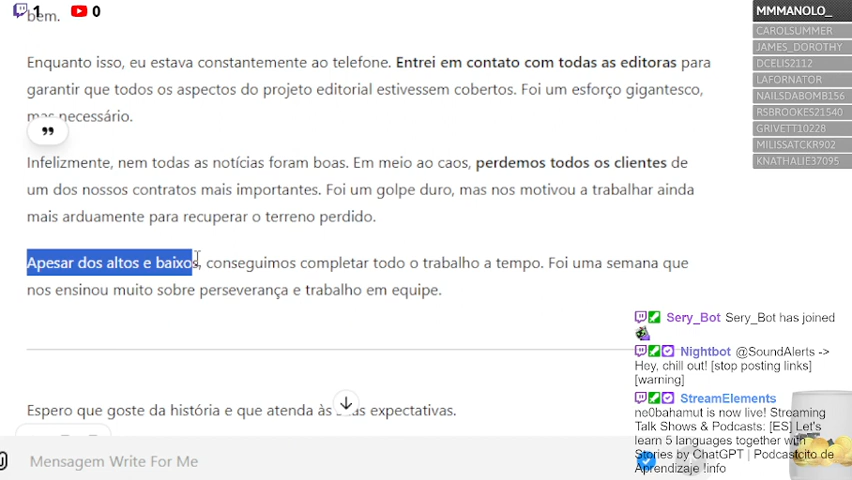 1 0
bem.
Enquanto isso, eu estava constantemente ao telefone. Entrei em contato com todas as editoras para
garantir que todos os aspectos do projeto editorial estivessem cobertos. Foi um esforço gigantesco,
mas necessário.
Infelizmente, nem todas as notícias foram boas. Em meio ao caos, perdemos todos os clientes de
um dos nossos contratos mais importantes. Foi um golpe duro, mas nos motivou a trabalhar ainda
mais arduamente para recuperar o terreno perdido.
Apesar dos altos e baixos, conseguimos completar todo o trabalho a tempo. Foi uma semana que
nos ensinou muito sobre perseverança e trabalho em equipe.
Espero que goste da história e que atenda às suas expectativas.
Mensagem Write For Me
MMMANOLO_
CAROLSUMMER
JAMES_DOROTHY
DCELIS2112
LAFORNATOR
NAILSDABOMB156
RSBROOKES21540
GRIVETT10228
MILISSATCKR902
KNATHALIE37095
Sery_Bot Sery_Bot has joined
Nightbot @SoundAlerts ->
Hey, chill out! [stop posting links]
[warning]
StreamElements
ne0bahamut is now live! Streaming
Talk Shows & Podcasts: [ES] Let's
learn 5 languages together with
Stories by ChatGPT | Podcastcito de
Aprendizaje !info